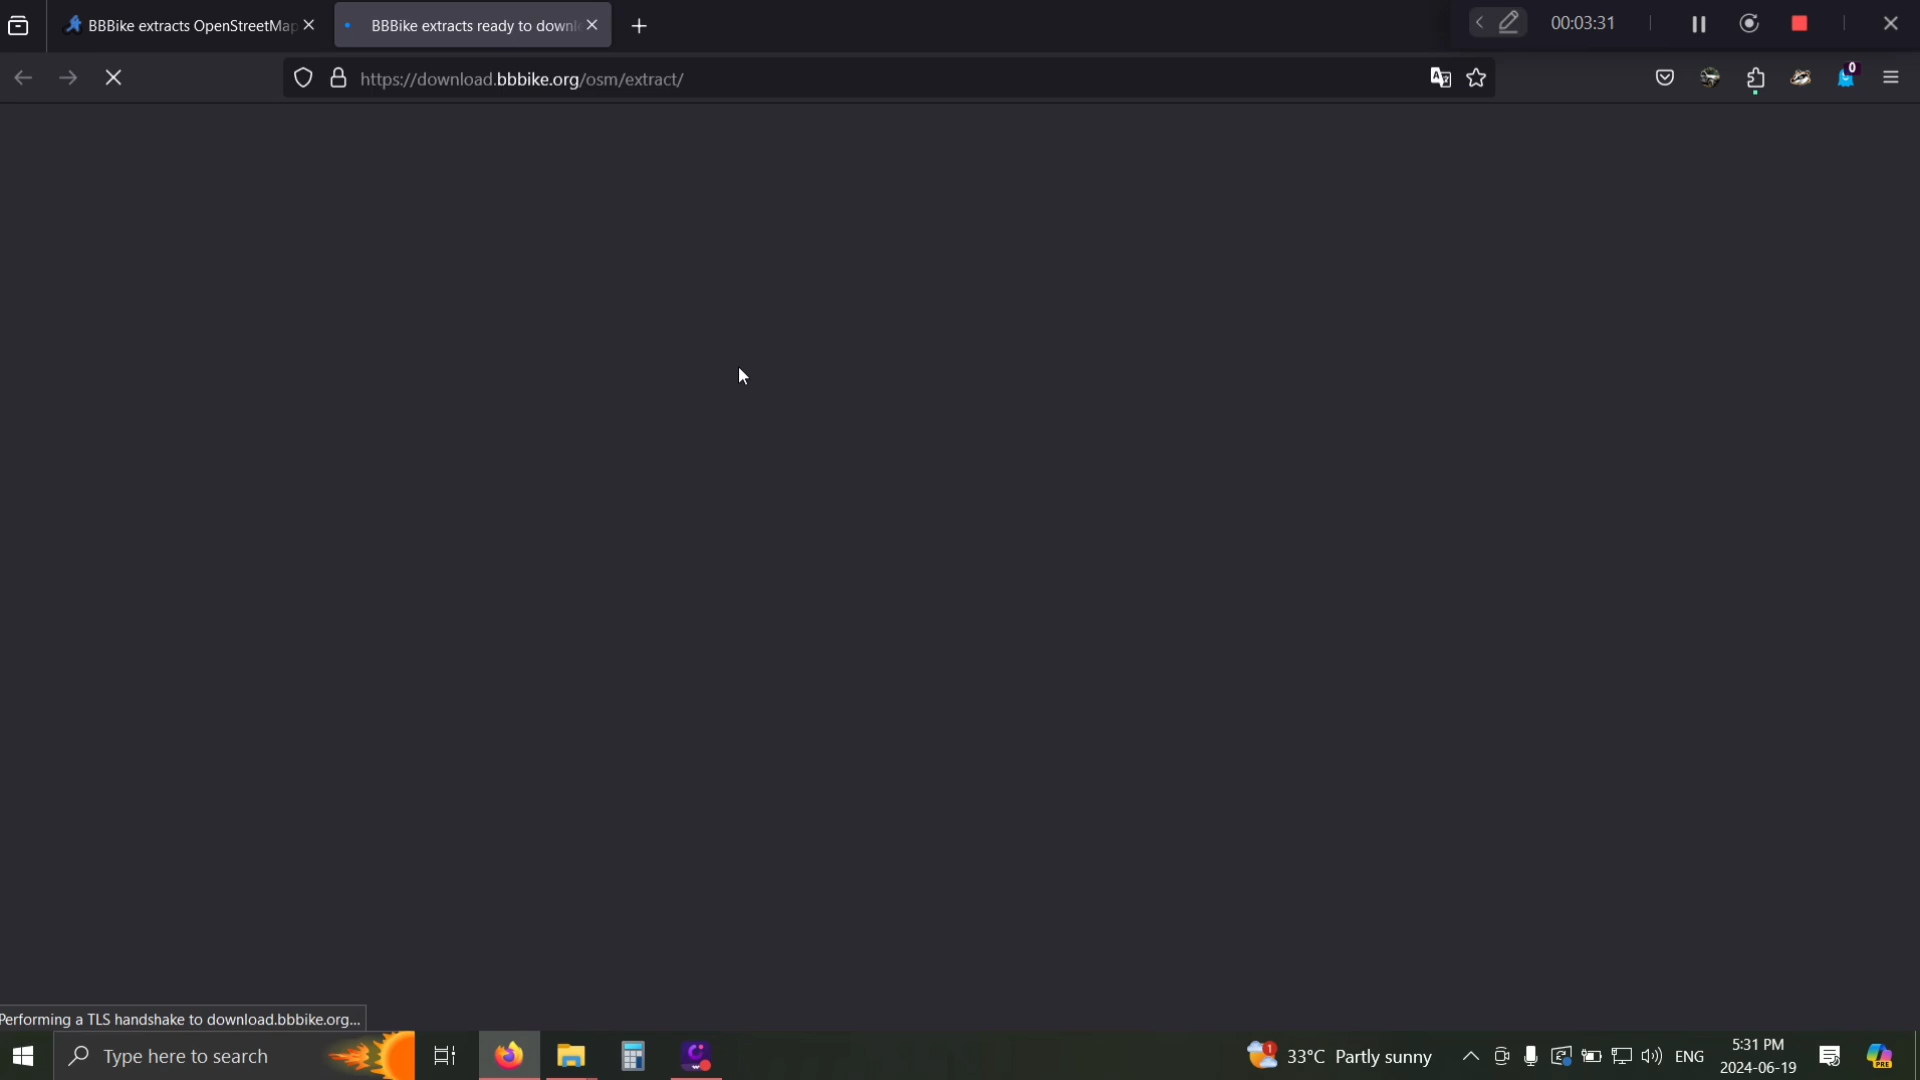 BBBike extracts OpenStreetMap
BBBike extracts ready to downl
00:03:31
https://download.bbbike.org/osm/extract/
0
Performing a TLS handshake to download.bbbike.org...
Type here to search
1
33°C Partly sunny
ENG
5:31 PM
2024-06-19
PRE